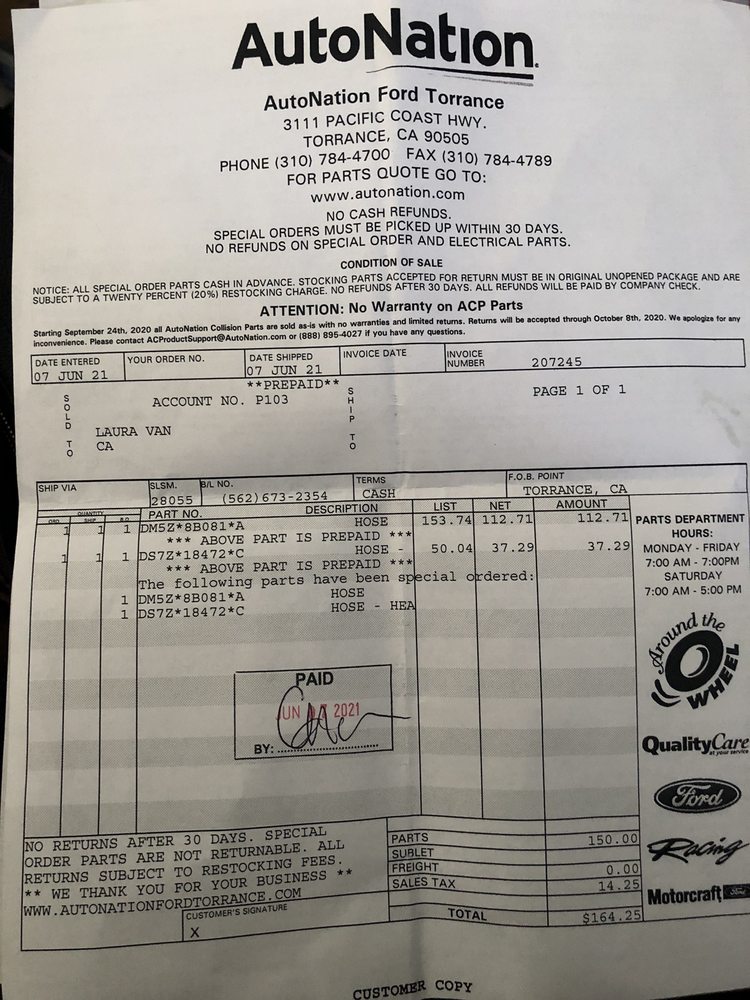 AutoNation.
AutoNation Ford Torrance
3111 PACIFIC COAST HWY.
TORRANCE, CA 90505
PHONE (310) 784-4700 FAX (310) 784-4789
FOR PARTS QUOTE GO TO:
www.autonation.com
NO CASH REFUNDS.
SPECIAL ORDERS MUST BE PICKED UP WITHIN 30 DAYS.
NO REFUNDS ON SPECIAL ORDER AND ELECTRICAL PARTS.
CONDITION OF SALE
NOTICE: ALL SPECIAL ORDER PARTS CASH IN ADVANCE. STOCKING PARTS ACCEPTED FOR RETURN MUST BE IN ORIGINAL UNOPENED PACKAGE AND ARE
SUBJECT TO A TWENTY PERCENT (20%) RESTOCKING CHARGE. NO REFUNDS AFTER 30 DAYS. ALL REFUNDS WILL BE PAID BY COMPANY CHECK.
ATTENTION: No Warranty on ACP Parts
Starting September 24th, 2020 all AutoNation Collision Parts are sold as-is with no warranties and limited returns. Returns will be accepted through October 8th, 2020. We apologize for any
inconvenience. Please contact ACProductSupport@AutoNation.com or (888) 895-4027 if you have any questions.
DATE ENTERED YOUR ORDER NO. DATE SHIPPED INVOICE DATE INVOICE NUMBER
07 JUN 21 07 JUN 21 207245
**PREPAID**
ACCOUNT NO. P103 PAGE 1 OF 1
SOLD TO SHIP TO
LAURA VAN
CA
SHIP VIA SLSM. B/L NO. TERMS F.O.B. POINT
28055 (562)673-2354 CASH TORRANCE, CA
QUANTITY PART NO. DESCRIPTION LIST NET AMOUNT
ORD. SHIP B.O.
1 1 1 DM5Z*8B081*A HOSE 153.74 112.71 112.71
*** ABOVE PART IS PREPAID ***
1 1 1 DS7Z*18472*C HOSE - 50.04 37.29 37.29
*** ABOVE PART IS PREPAID ***
The following parts have been special ordered:
1 DM5Z*8B081*A HOSE
1 DS7Z*18472*C HOSE - HEA
PARTS DEPARTMENT
HOURS:
MONDAY - FRIDAY
7:00 AM - 7:00PM
SATURDAY
7:00 AM - 5:00 PM
Around the
WHEEL
PAID
JUN 07 2021
BY:
QualityCare
at your service
Ford
Racing
Motorcraft Ford
NO RETURNS AFTER 30 DAYS. SPECIAL
ORDER PARTS ARE NOT RETURNABLE. ALL
RETURNS SUBJECT TO RESTOCKING FEES.
** WE THANK YOU FOR YOUR BUSINESS **
WWW.AUTONATIONFORDTORRANCE.COM
CUSTOMER'S SIGNATURE
X
PARTS 150.00
SUBLET
FREIGHT 0.00
SALES TAX 14.25
TOTAL $164.25
CUSTOMER COPY